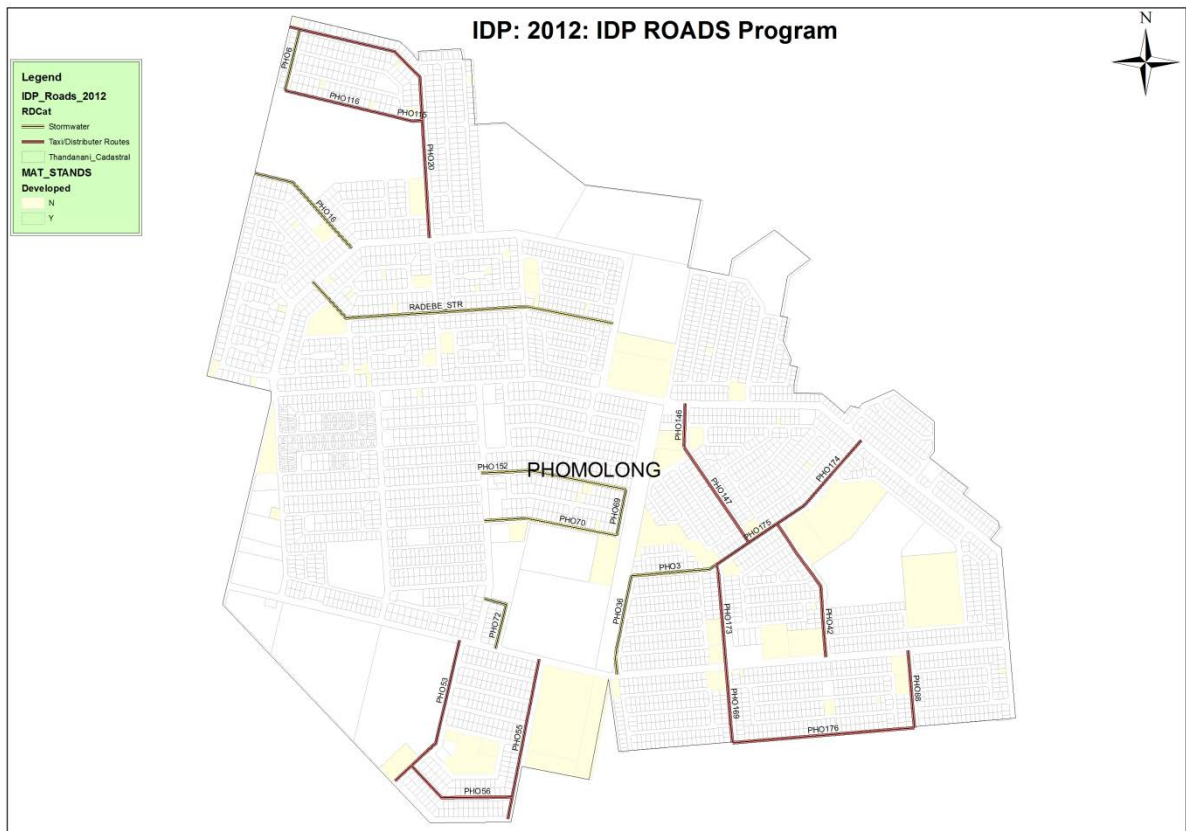 IDP: 2012: IDP ROADS Program
N
Legend
IDP_Roads_2012
RDCat
Stormwater
Taxi/Distributer Routes
Thandanani_Cadastral
MAT_STANDS
Developed
N
Y
PHO6
PHO116
PHO115
PHO20
PHO16
RADEBE_STR
PHO146
PHO152
PHOMOLONG
PHO174
PHO147
PHO69
PHO70
PHO175
PHO3
PHO36
PHO72
PHO173
PHO42
PHO53
PHO55
PHO169
PHO88
PHO176
PHO56